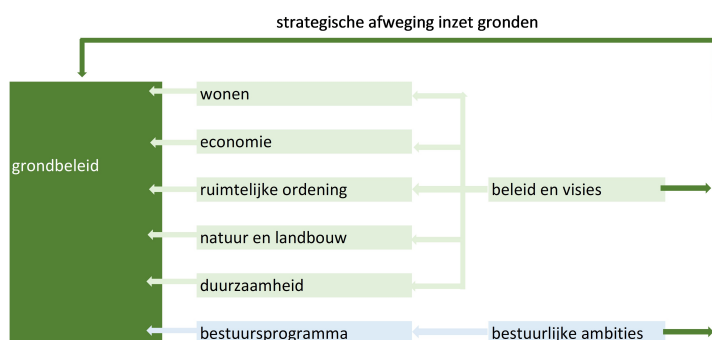 strategische afweging inzet gronden
wonen
economie
grondbeleid
ruimtelijke ordening
beleid en visies
natuur en landbouw
duurzaamheid
bestuursprogramma
bestuurlijke ambities